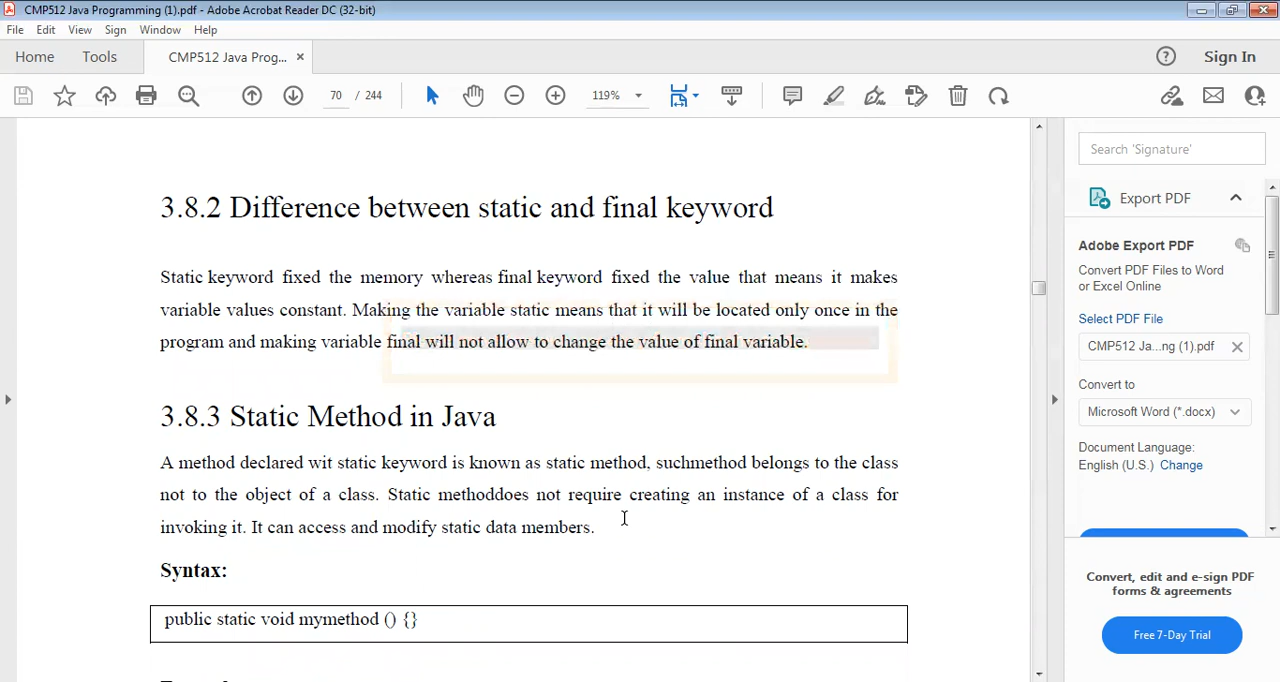 CMP512 Java Programming (1).pdf - Adobe Acrobat Reader DC (32-bit)
File Edit View Sign Window Help
Home Tools CMP512 Java Prog... × Sign In
70 / 244 119%
3.8.2 Difference between static and final keyword
Static keyword fixed the memory whereas final keyword fixed the value that means it makes
variable values constant. Making the variable static means that it will be located only once in the
program and making variable final will not allow to change the value of final variable.
3.8.3 Static Method in Java
A method declared wit static keyword is known as static method, suchmethod belongs to the class
not to the object of a class. Static methoddoes not require creating an instance of a class for
invoking it. It can access and modify static data members.
Syntax:
public static void mymethod () {}
Search 'Signature'
Export PDF
Adobe Export PDF
Convert PDF Files to Word
or Excel Online
Select PDF File
CMP512 Ja...ng (1).pdf
Convert to
Microsoft Word (*.docx)
Document Language:
English (U.S.) Change
Convert, edit and e-sign PDF
forms & agreements
Free 7-Day Trial